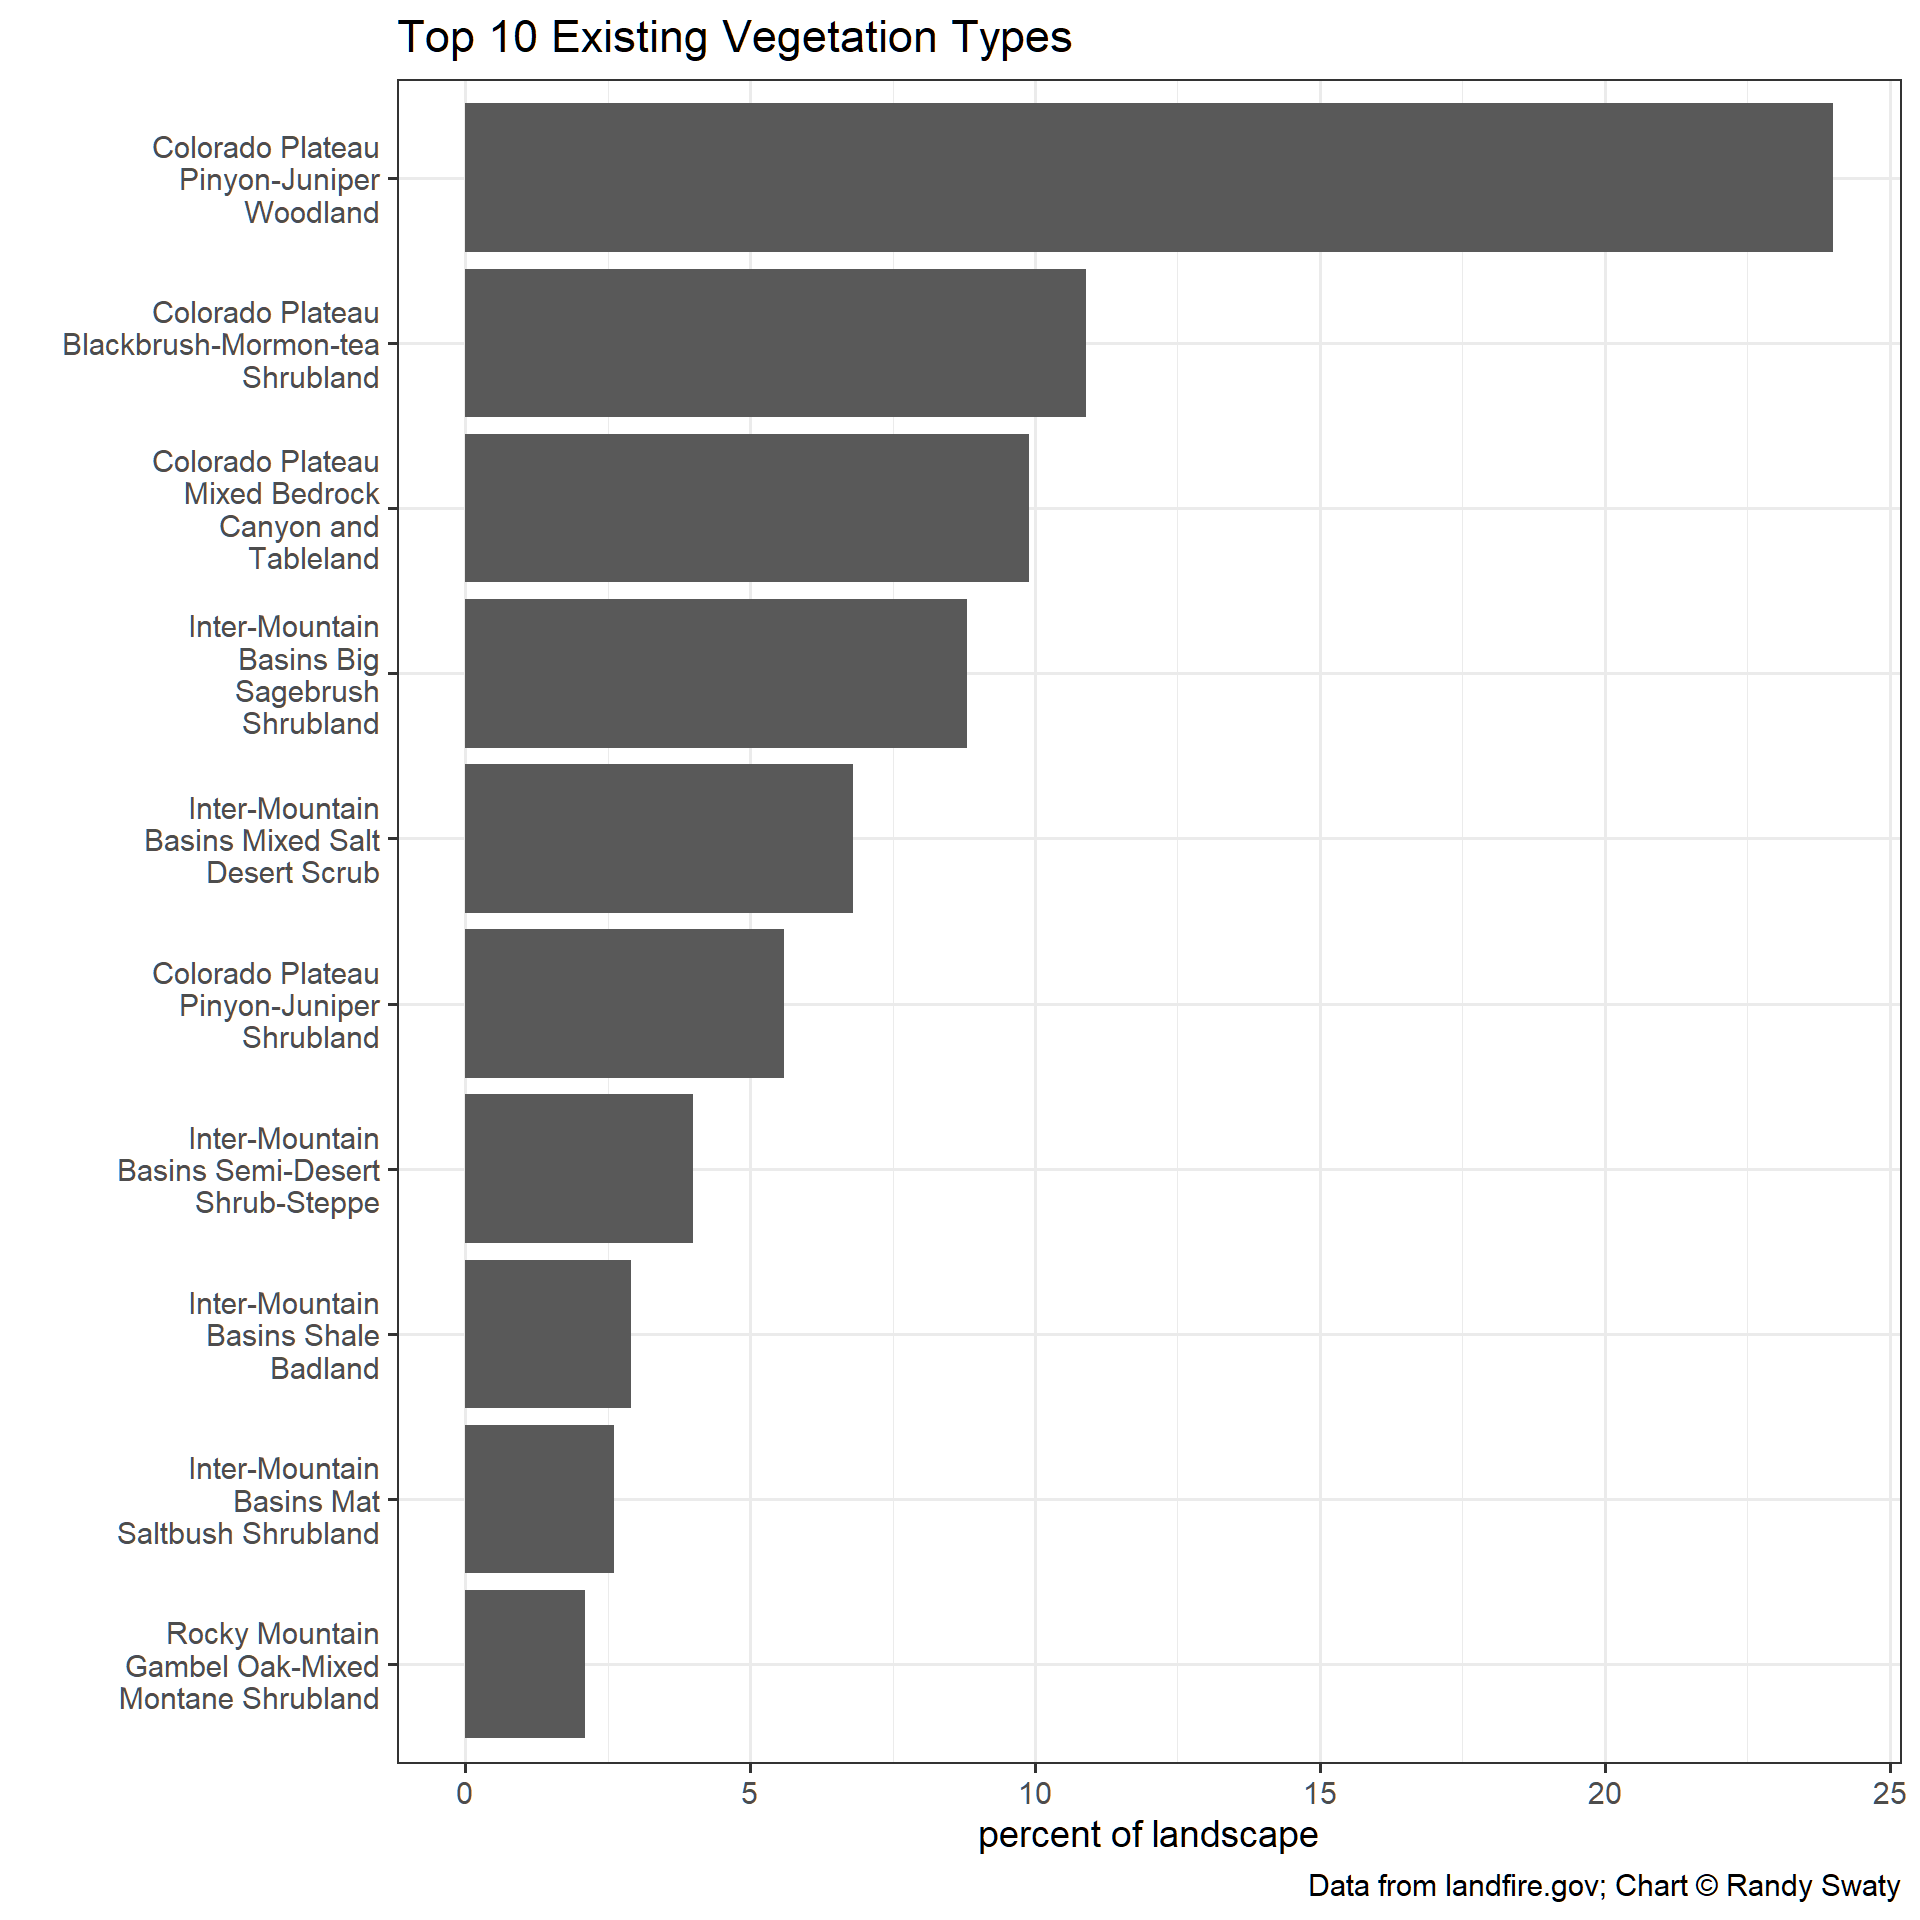 Top 10 Existing Vegetation Types
Colorado Plateau
Pinyon-Juniper
Woodland
Colorado Plateau
Blackbrush-Mormon-tea
Shrubland
Colorado Plateau
Mixed Bedrock
Canyon and
Tableland
Inter-Mountain
Basins Big
Sagebrush
Shrubland
Inter-Mountain
Basins Mixed Salt
Desert Scrub
Colorado Plateau
Pinyon-Juniper
Shrubland
Inter-Mountain
Basins Semi-Desert
Shrub-Steppe
Inter-Mountain
Basins Shale
Badland
Inter-Mountain
Basins Mat
Saltbush Shrubland
Rocky Mountain
Gambel Oak-Mixed
Montane Shrubland
0 5 10 15 20 25
percent of landscape
Data from landfire.gov; Chart © Randy Swaty